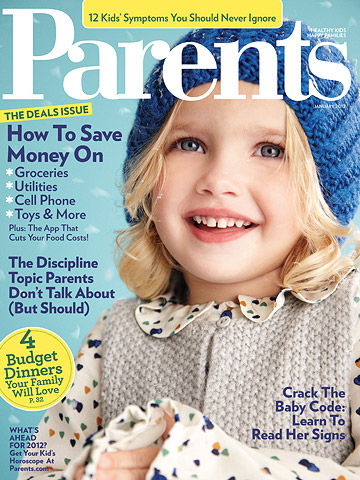 12 Kids' Symptoms You Should Never Ignore
Parents
HEALTHY KIDS
HAPPY FAMILIES
JANUARY 2012
THE DEALS ISSUE
How To Save
Money On
*Groceries
*Utilities
*Cell Phone
*Toys & More
Plus: The App That
Cuts Your Food Costs!
The Discipline
Topic Parents
Don't Talk About
(But Should)
4
Budget
Dinners
Your Family
Will Love
P. 32
WHAT'S
AHEAD
FOR 2012?
Get Your Kid's
Horoscope At
Parents.com
Crack The
Baby Code:
Learn To
Read Her Signs